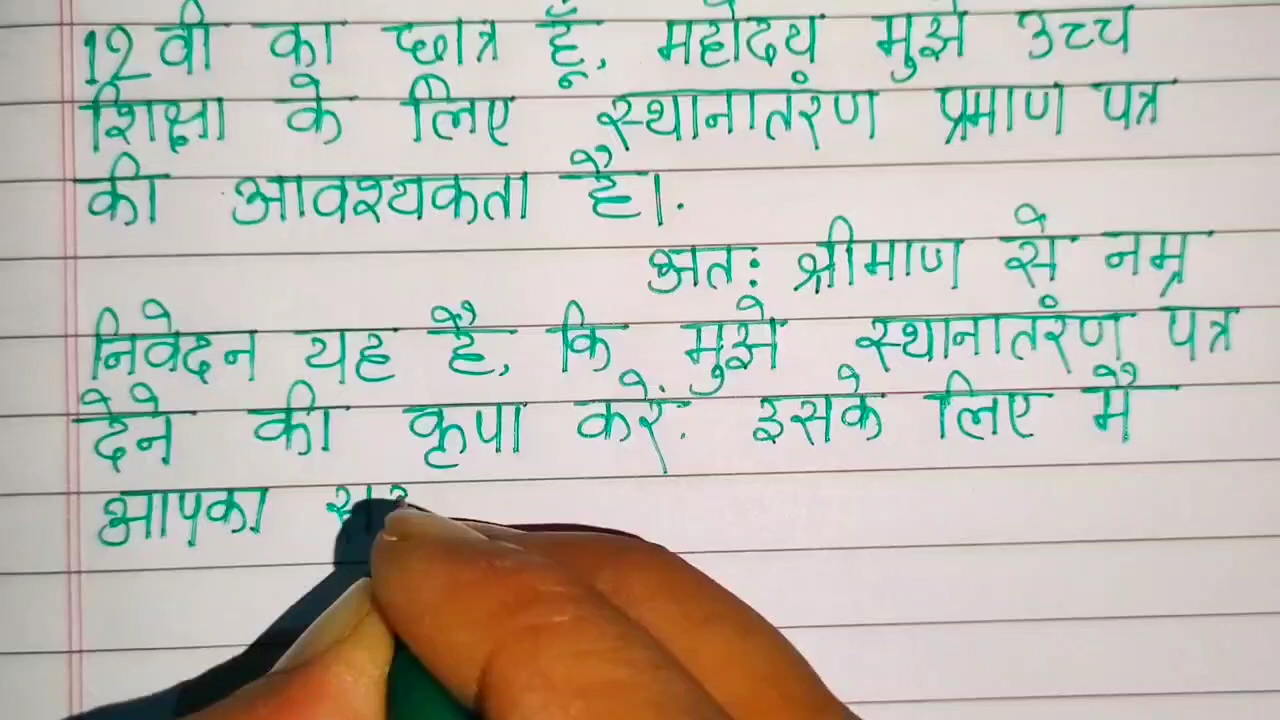 12वी का छात्र हूँ, महोदय मुझे उच्च
शिक्षा के लिए स्थानातंरण प्रमाण पत्र
की आवश्यकता है।.
अतः श्रीमाण से नम्र
निवेदन यह है, कि मुझे स्थानातंरण पत्र
देने की कृपा करें. इसके लिए मै
आपका